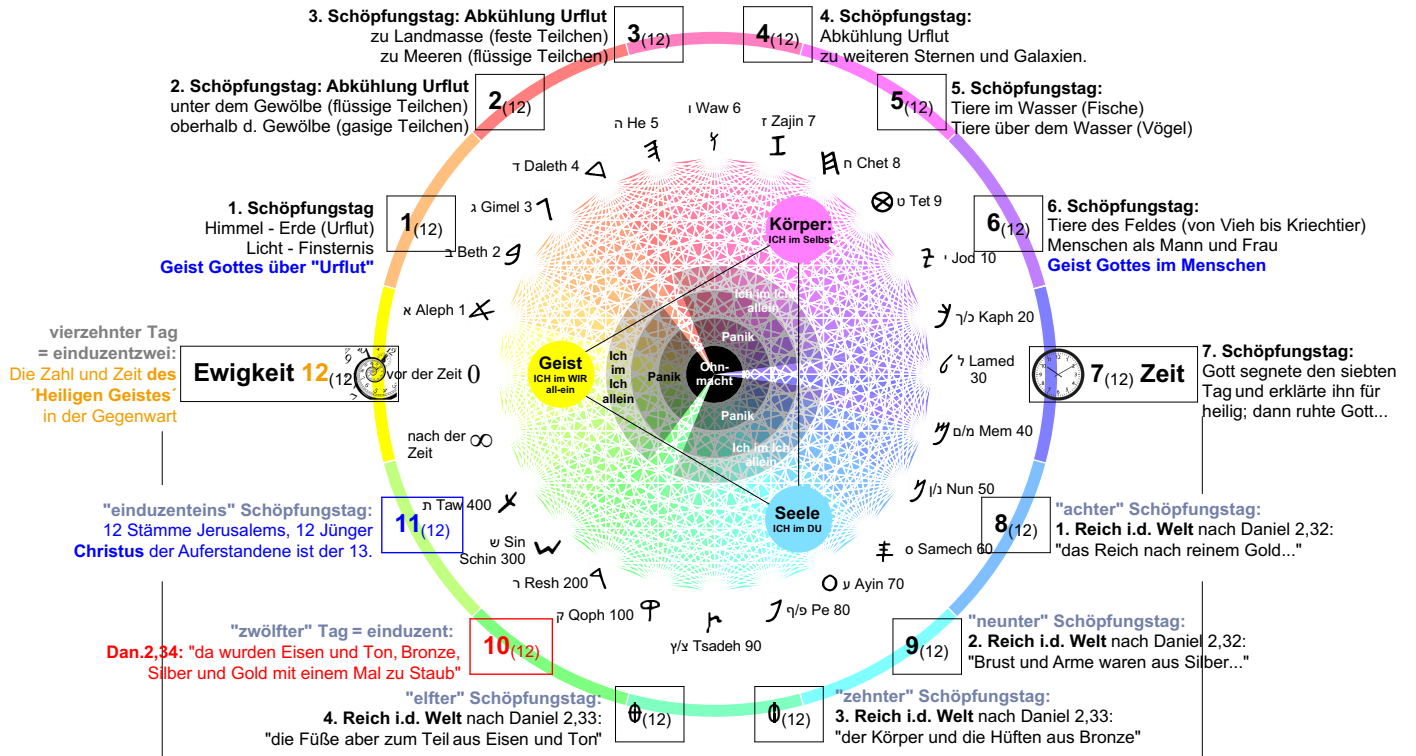 3. Schöpfungstag: Abkühlung Urflut
zu Landmasse (feste Teilchen)
zu Meeren (flüssige Teilchen)
3(12)
4(12)
4. Schöpfungstag:
Abkühlung Urflut
zu weiteren Sternen und Galaxien.
2. Schöpfungstag: Abkühlung Urflut
unter dem Gewölbe (flüssige Teilchen)
oberhalb d. Gewölbe (gasige Teilchen)
2(12)
5(12)
5. Schöpfungstag:
Tiere im Wasser (Fische)
Tiere über dem Wasser (Vögel)
1. Schöpfungstag
Himmel - Erde (Urflut)
Licht - Finsternis
Geist Gottes über "Urflut"
1(12)
6(12)
6. Schöpfungstag:
Tiere des Feldes (von Vieh bis Kriechtier)
Menschen als Mann und Frau
Geist Gottes im Menschen
vierzehnter Tag
= einduzentzwei:
Die Zahl und Zeit des
´Heiligen Geistes´
in der Gegenwart
Ewigkeit 12(12)
7(12) Zeit
7. Schöpfungstag:
Gott segnete den siebten
Tag und erklärte ihn für
heilig; dann ruhte Gott...
"einduzenteins" Schöpfungstag:
12 Stämme Jerusalems, 12 Jünger
Christus der Auferstandene ist der 13.
11(12)
8(12)
"achter" Schöpfungstag:
1. Reich i.d. Welt nach Daniel 2,32:
"das Reich nach reinem Gold..."
"zwölfter" Tag = einduzent:
Dan.2,34: "da wurden Eisen und Ton, Bronze,
Silber und Gold mit einem Mal zu Staub"
10(12)
9(12)
"neunter" Schöpfungstag:
2. Reich i.d. Welt nach Daniel 2,32:
"Brust und Arme waren aus Silber..."
"elfter" Schöpfungstag:
4. Reich i.d. Welt nach Daniel 2,33:
"die Füße aber zum Teil aus Eisen und Ton"
(12)
(12)
"zehnter" Schöpfungstag:
3. Reich i.d. Welt nach Daniel 2,33:
"der Körper und die Hüften aus Bronze"
ו Waw 6
ז Zajin 7
ה He 5
ח Chet 8
ד Daleth 4
ט Tet 9
ג Gimel 3
י Jod 10
ב Beth 2
כ/ך Kaph 20
א Aleph 1
ל Lamed
30
vor der Zeit 0
מ/ם Mem 40
nach der ∞
Zeit
נ/ן Nun 50
ת Taw 400
ס Samech 60
ש Sin
Schin 300
ע Ayin 70
ר Resh 200
פ/ף Pe 80
ק Qoph 100
צ/ץ Tsadeh 90
Körper:
ICH im Selbst
Geist
ICH im WIR
all-ein
Seele
ICH im DU
Ich im Ich
allein
Panik
Ich
im
Ich
allein
Panik
Ohn-
macht
Panik
Ich im Ich
allein